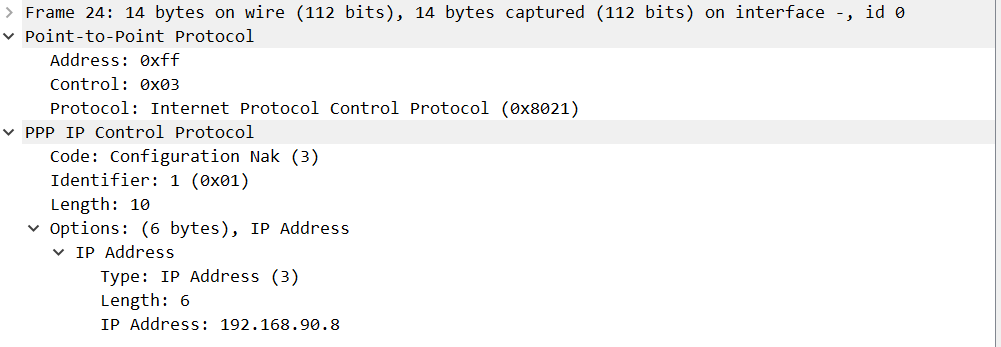 Frame 24: 14 bytes on wire (112 bits), 14 bytes captured (112 bits) on interface -, id 0
Point-to-Point Protocol
Address: 0xff
Control: 0x03
Protocol: Internet Protocol Control Protocol (0x8021)
PPP IP Control Protocol
Code: Configuration Nak (3)
Identifier: 1 (0x01)
Length: 10
Options: (6 bytes), IP Address
IP Address
Type: IP Address (3)
Length: 6
IP Address: 192.168.90.8